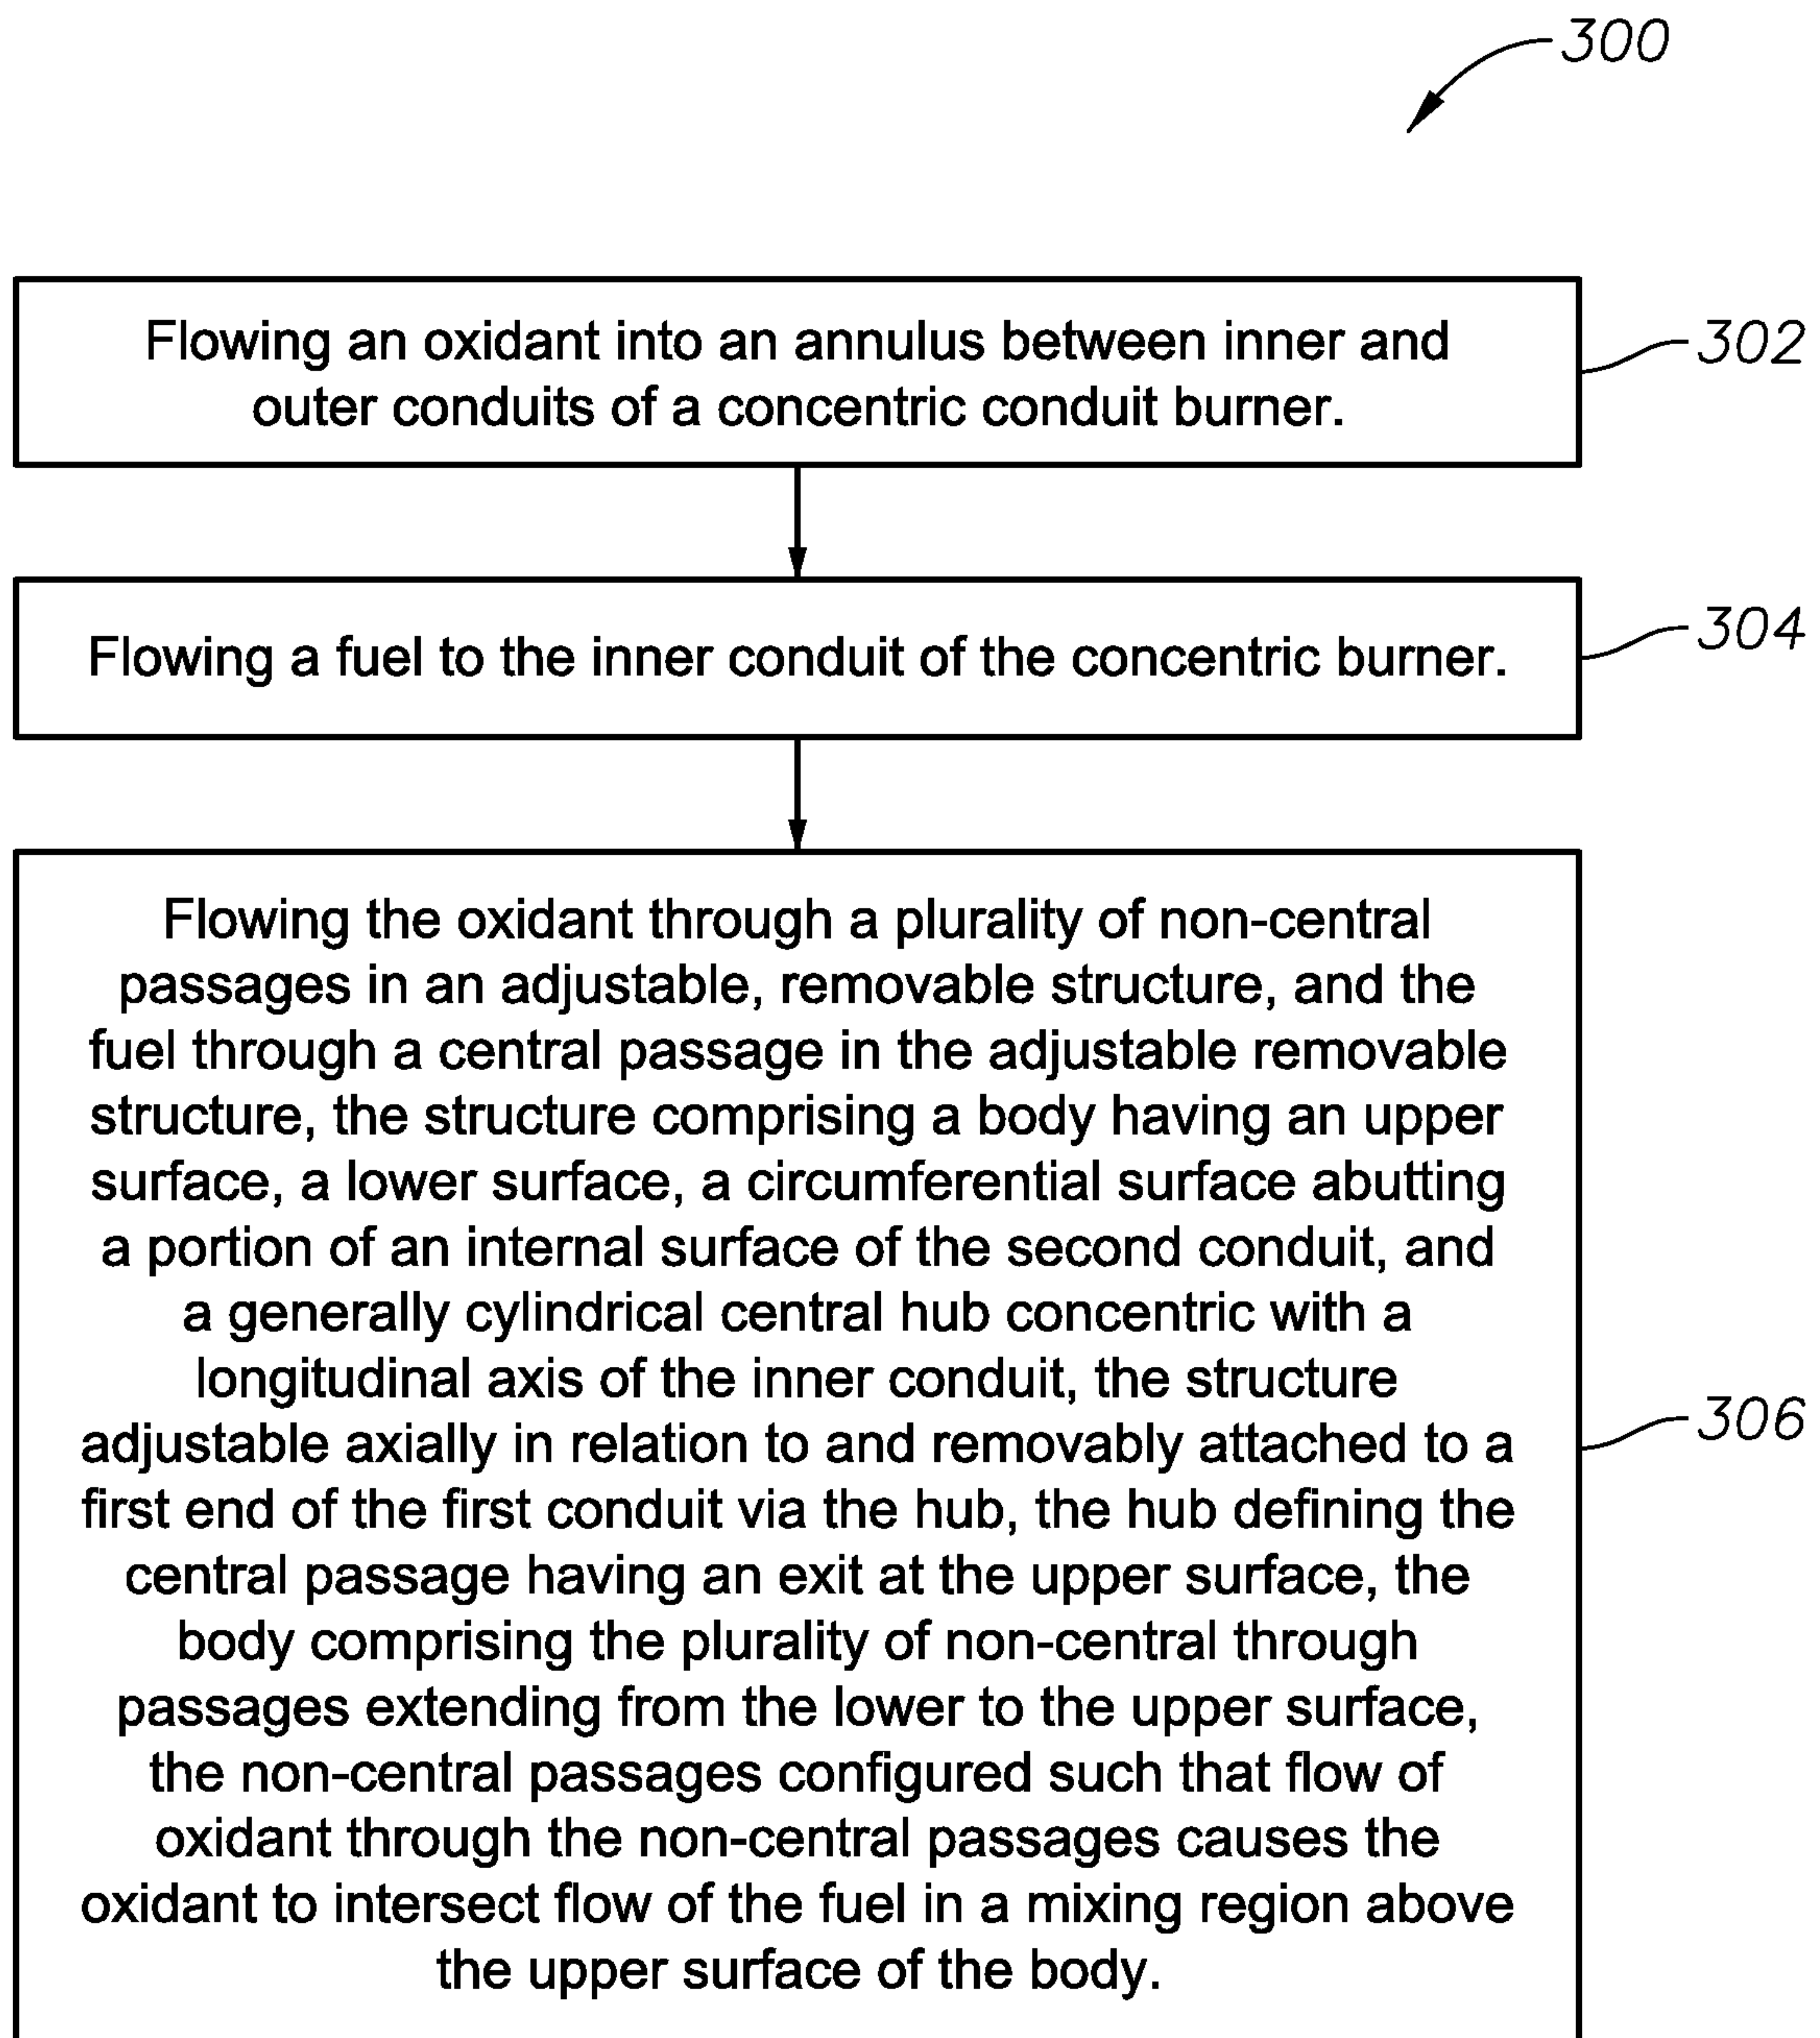 300
Flowing an oxidant into an annulus between inner and
outer conduits of a concentric conduit burner.
302
Flowing a fuel to the inner conduit of the concentric burner.
304
Flowing the oxidant through a plurality of non-central
passages in an adjustable, removable structure, and the
fuel through a central passage in the adjustable removable
structure, the structure comprising a body having an upper
surface, a lower surface, a circumferential surface abutting
a portion of an internal surface of the second conduit, and
a generally cylindrical central hub concentric with a
longitudinal axis of the inner conduit, the structure
adjustable axially in relation to and removably attached to a
first end of the first conduit via the hub, the hub defining the
central passage having an exit at the upper surface, the
body comprising the plurality of non-central through
passages extending from the lower to the upper surface,
the non-central passages configured such that flow of
oxidant through the non-central passages causes the
oxidant to intersect flow of the fuel in a mixing region above
the upper surface of the body.
306